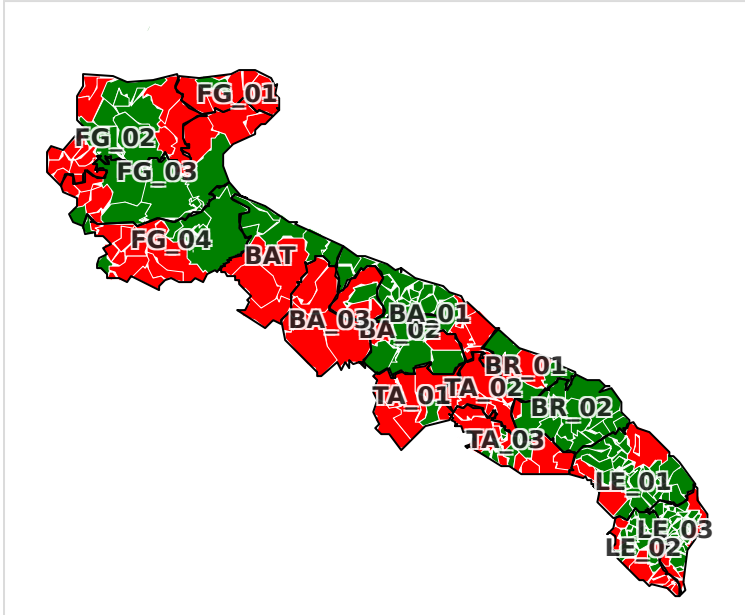 FG_01
FG_02
FG_03
FG_04
BAT
BA_01
BA_03
BA_02
BR_01
TA_02
TA_01
BR_02
TA_03
LE_01
LE_03
LE_02